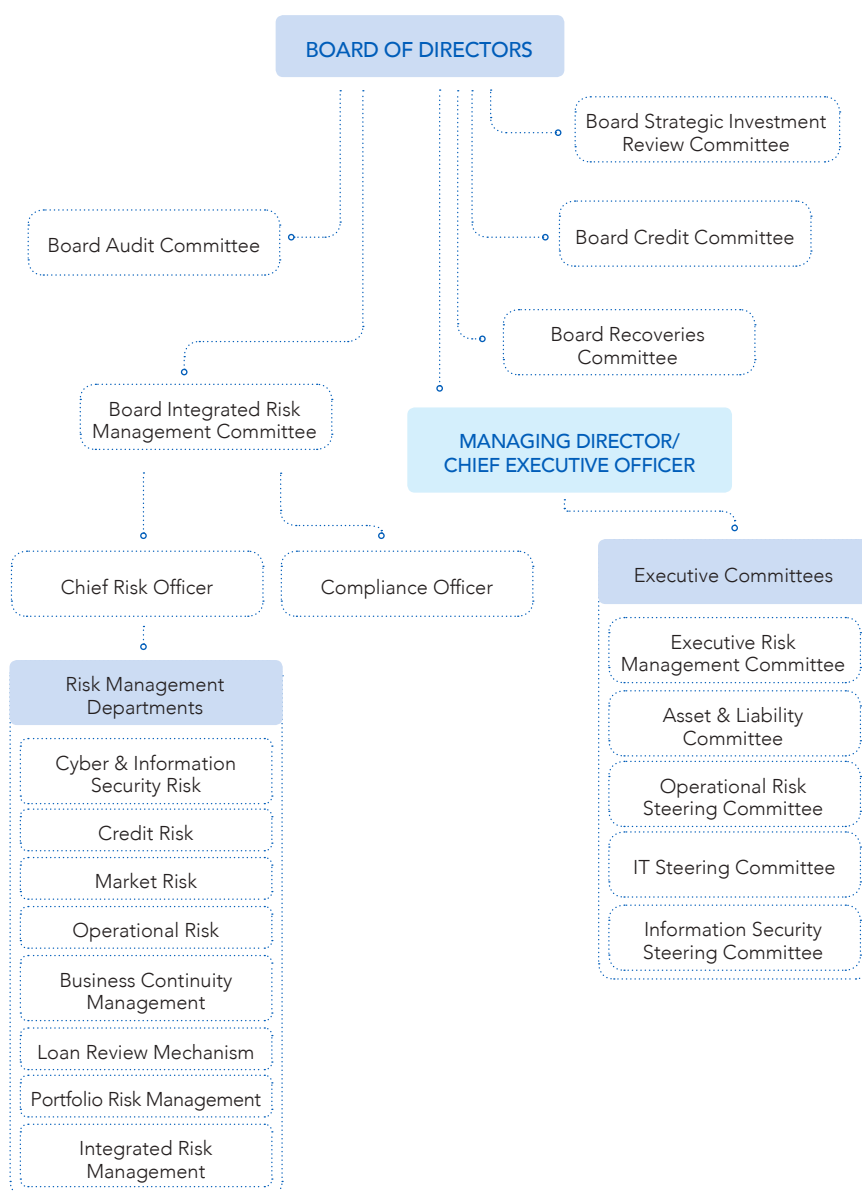 BOARD OF DIRECTORS
Board Strategic Investment
Review Committee
Board Audit Committee
Board Credit Committee
Board Recoveries
Committee
Board Integrated Risk
Management Committee
MANAGING DIRECTOR/
CHIEF EXECUTIVE OFFICER
Chief Risk Officer
Compliance Officer
Executive Committees
Executive Risk
Management Committee
Asset & Liability
Committee
Operational Risk
Steering Committee
IT Steering Committee
Information Security
Steering Committee
Risk Management
Departments
Cyber & Information
Security Risk
Credit Risk
Market Risk
Operational Risk
Business Continuity
Management
Loan Review Mechanism
Portfolio Risk Management
Integrated Risk
Management